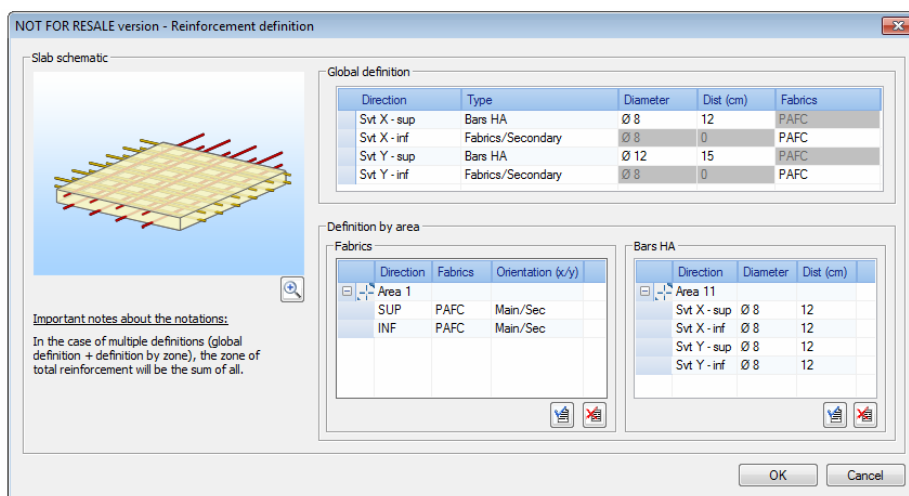 NOT FOR RESALE version - Reinforcement definition
Slab schematic
Important notes about the notations:
In the case of multiple definitions (global
definition + definition by zone), the zone of
total reinforcement will be the sum of all.
Global definition
Direction Type Diameter Dist (cm) Fabrics
Svt X - sup Bars HA Ø 8 12 PAFC
Svt X - inf Fabrics/Secondary Ø 8 0 PAFC
Svt Y - sup Bars HA Ø 12 15 PAFC
Svt Y - inf Fabrics/Secondary Ø 8 0 PAFC
Definition by area
Fabrics
Direction Fabrics Orientation (x/y)
Area 1
SUP PAFC Main/Sec
INF PAFC Main/Sec
Bars HA
Direction Diameter Dist (cm)
Area 11
Svt X - sup Ø 8 12
Svt X - inf Ø 8 12
Svt Y - sup Ø 8 12
Svt Y - inf Ø 8 12
OK Cancel